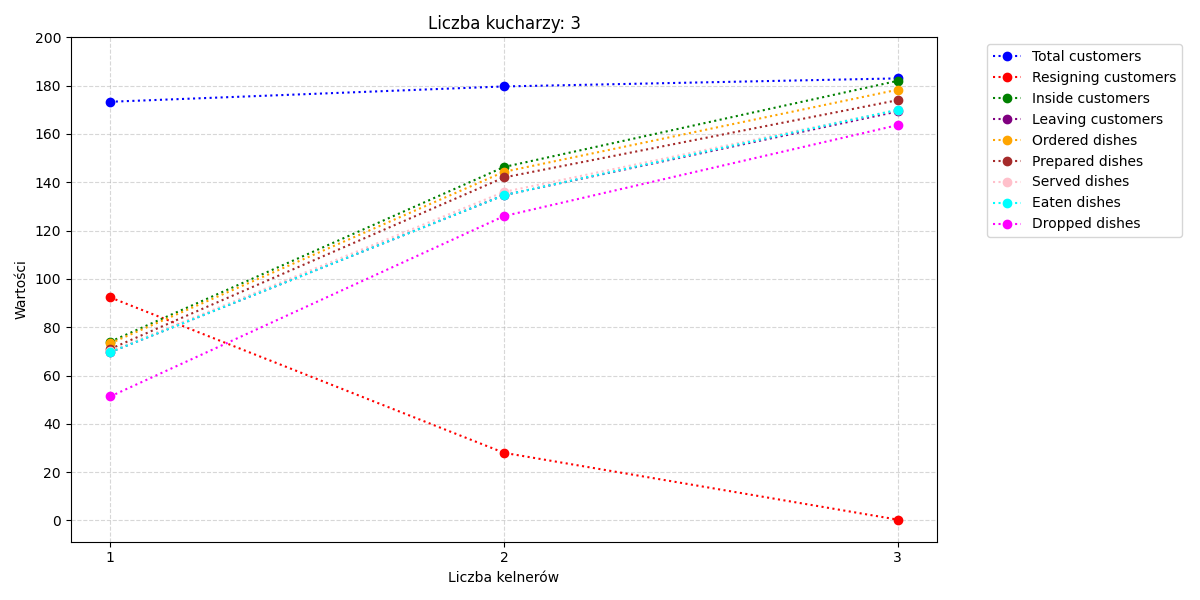 Liczba kucharzy: 3
200
180
160
140
120
100
80
60
40
20
0
Wartości
1
2
3
Liczba kelnerów
Total customers
Resigning customers
Inside customers
Leaving customers
Ordered dishes
Prepared dishes
Served dishes
Eaten dishes
Dropped dishes